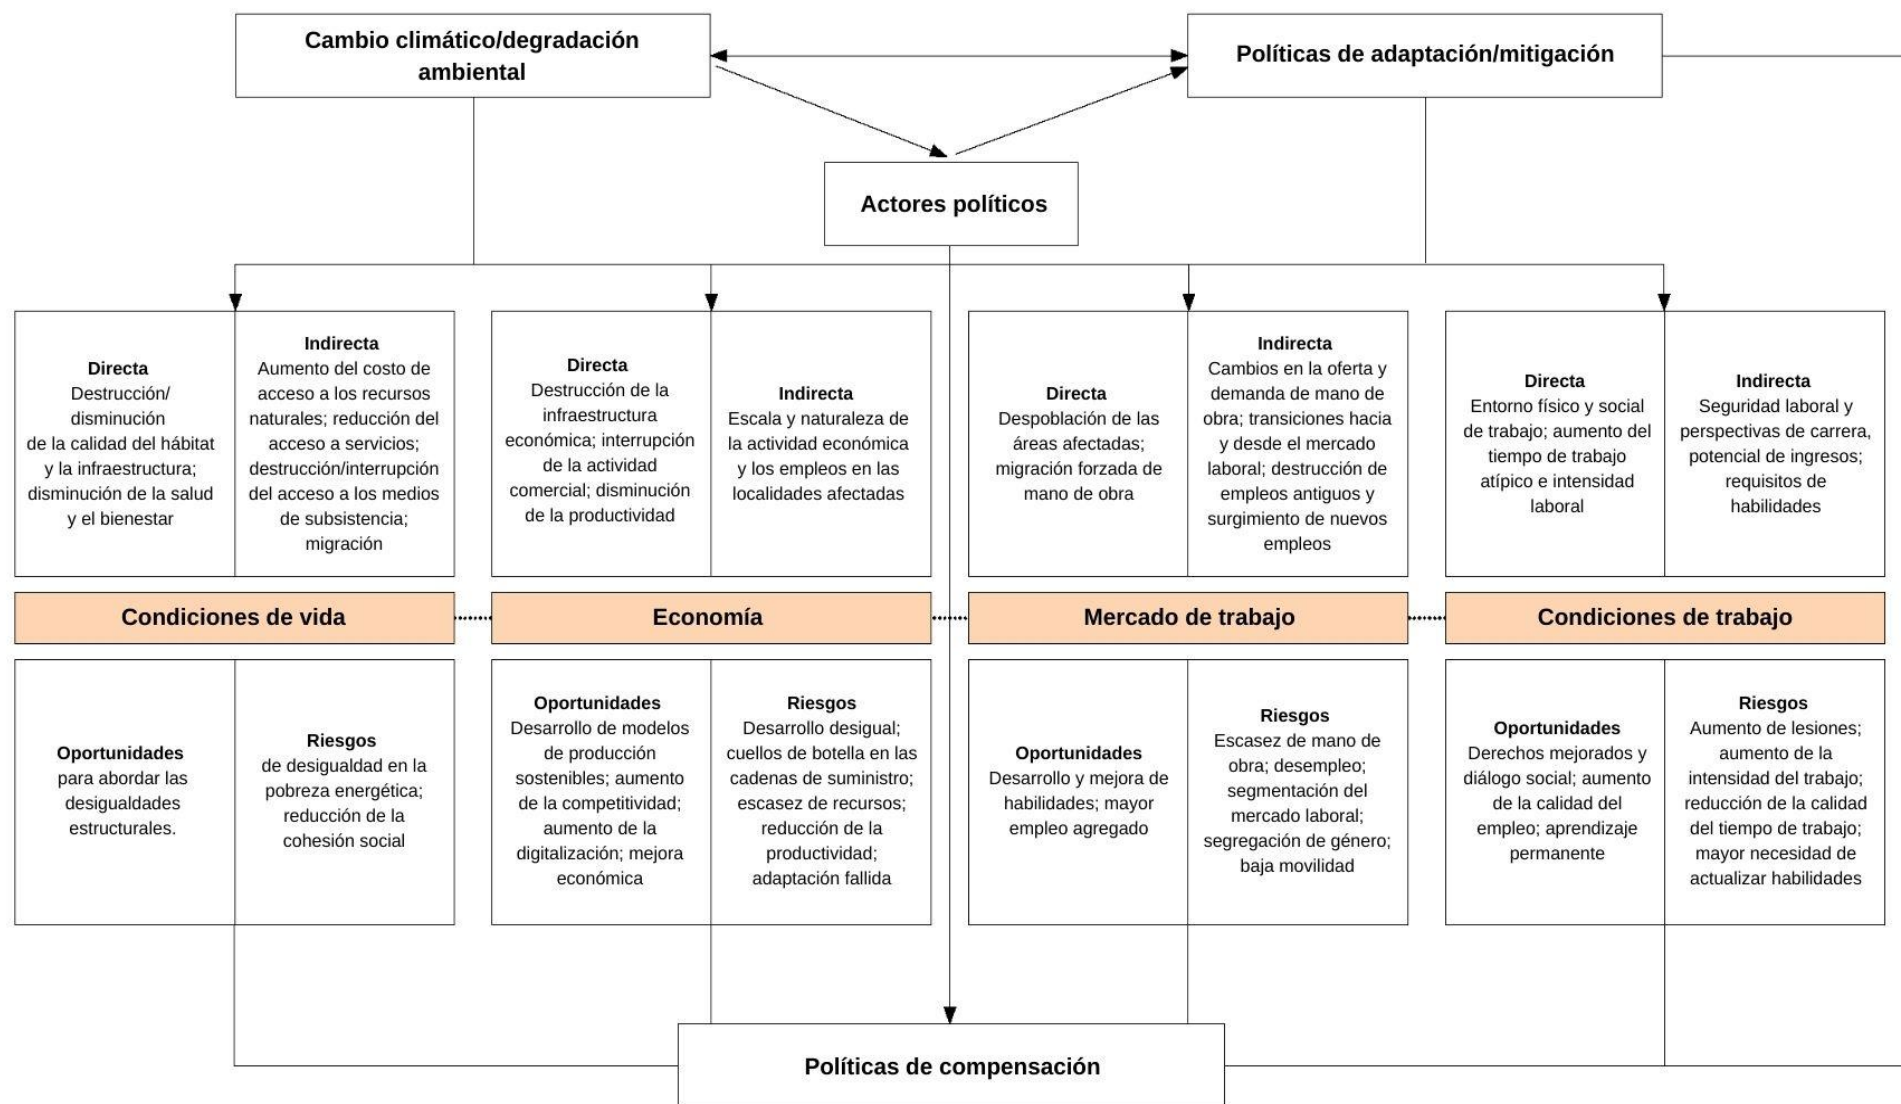 Cambio climático/degradación
ambiental
Políticas de adaptación/mitigación
Actores políticos
Directa
Destrucción/
disminución
de la calidad del hábitat
y la infraestructura;
disminución de la salud
y el bienestar
Indirecta
Aumento del costo de
acceso a los recursos
naturales; reducción del
acceso a servicios;
destrucción/interrupción
del acceso a los medios
de subsistencia;
migración
Directa
Destrucción de la
infraestructura
económica; interrupción
de la actividad
comercial; disminución
de la productividad
Indirecta
Escala y naturaleza de
la actividad económica
y los empleos en las
localidades afectadas
Directa
Despoblación de las
áreas afectadas;
migración forzada de
mano de obra
Indirecta
Cambios en la oferta y
demanda de mano de
obra; transiciones hacia
y desde el mercado
laboral; destrucción de
empleos antiguos y
surgimiento de nuevos
empleos
Directa
Entorno físico y social
de trabajo; aumento del
tiempo de trabajo
atípico e intensidad
laboral
Indirecta
Seguridad laboral y
perspectivas de carrera,
potencial de ingresos;
requisitos de
habilidades
Condiciones de vida
Economía
Mercado de trabajo
Condiciones de trabajo
Oportunidades
para abordar las
desigualdades
estructurales.
Riesgos
de desigualdad en la
pobreza energética;
reducción de la
cohesión social
Oportunidades
Desarrollo de modelos
de producción
sostenibles; aumento
de la competitividad;
aumento de la
digitalización; mejora
económica
Riesgos
Desarrollo desigual;
cuellos de botella en las
cadenas de suministro;
escasez de recursos;
reducción de la
productividad;
adaptación fallida
Oportunidades
Desarrollo y mejora de
habilidades; mayor
empleo agregado
Riesgos
Escasez de mano de
obra; desempleo;
segmentación del
mercado laboral;
segregación de género;
baja movilidad
Oportunidades
Derechos mejorados y
diálogo social; aumento
de la calidad del
empleo; aprendizaje
permanente
Riesgos
Aumento de lesiones;
aumento de la
intensidad del trabajo;
reducción de la calidad
del tiempo de trabajo;
mayor necesidad de
actualizar habilidades
Políticas de compensación